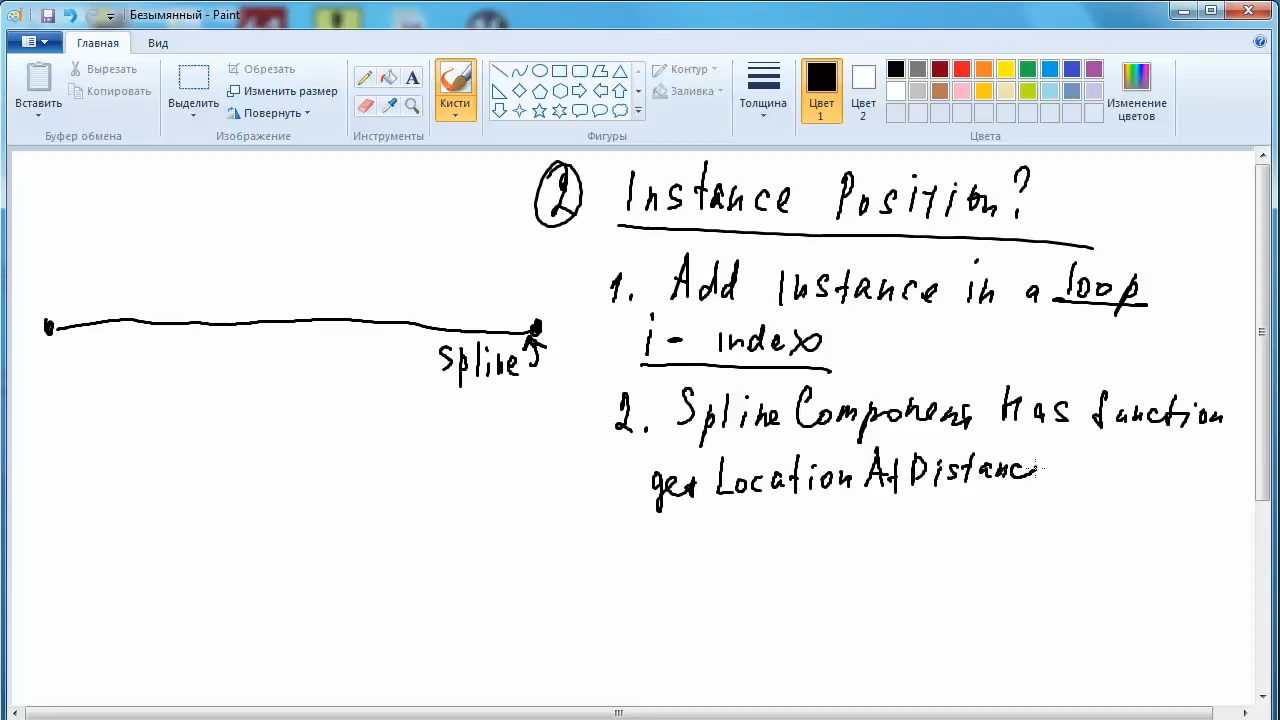 Безымянный - Paint
Главная
Вид
Вставить
Вырезать
Копировать
Буфер обмена
Выделить
Обрезать
Изменить размер
Повернуть
Изображение
A
Инструменты
Кисти
Контур
Заливка
Фигуры
Толщина
Цвет
1
Цвет
2
Изменение
цветов
Цвета
2 Instance Position?
1. Add Instance in a loop
i - index
spline
2. Spline Component Has function
get Location At Distanc